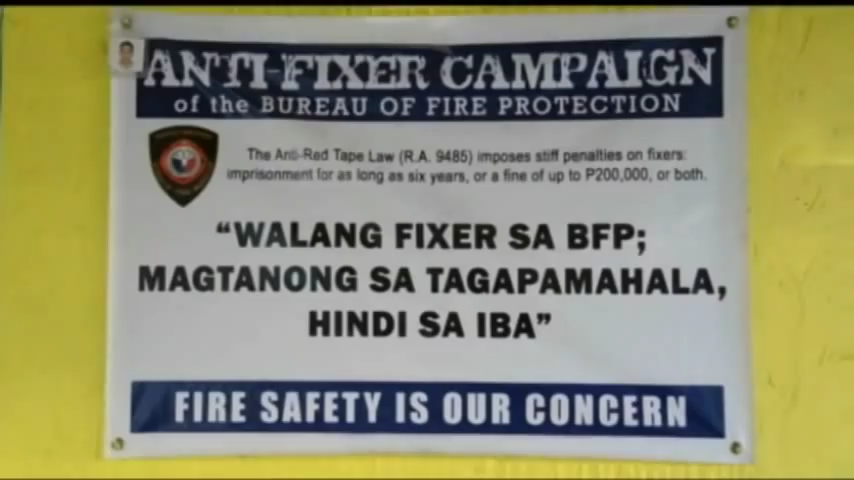 ANTI-FIXER CAMPAIGN
of the BUREAU OF FIRE PROTECTION
The Anti-Red Tape Law (R.A. 9485) imposes stiff penalties on fixers:
imprisonment for as long as six years, or a fine of up to P200,000, or both.
“WALANG FIXER SA BFP;
MAGTANONG SA TAGAPAMAHALA,
HINDI SA IBA”
FIRE SAFETY IS OUR CONCERN